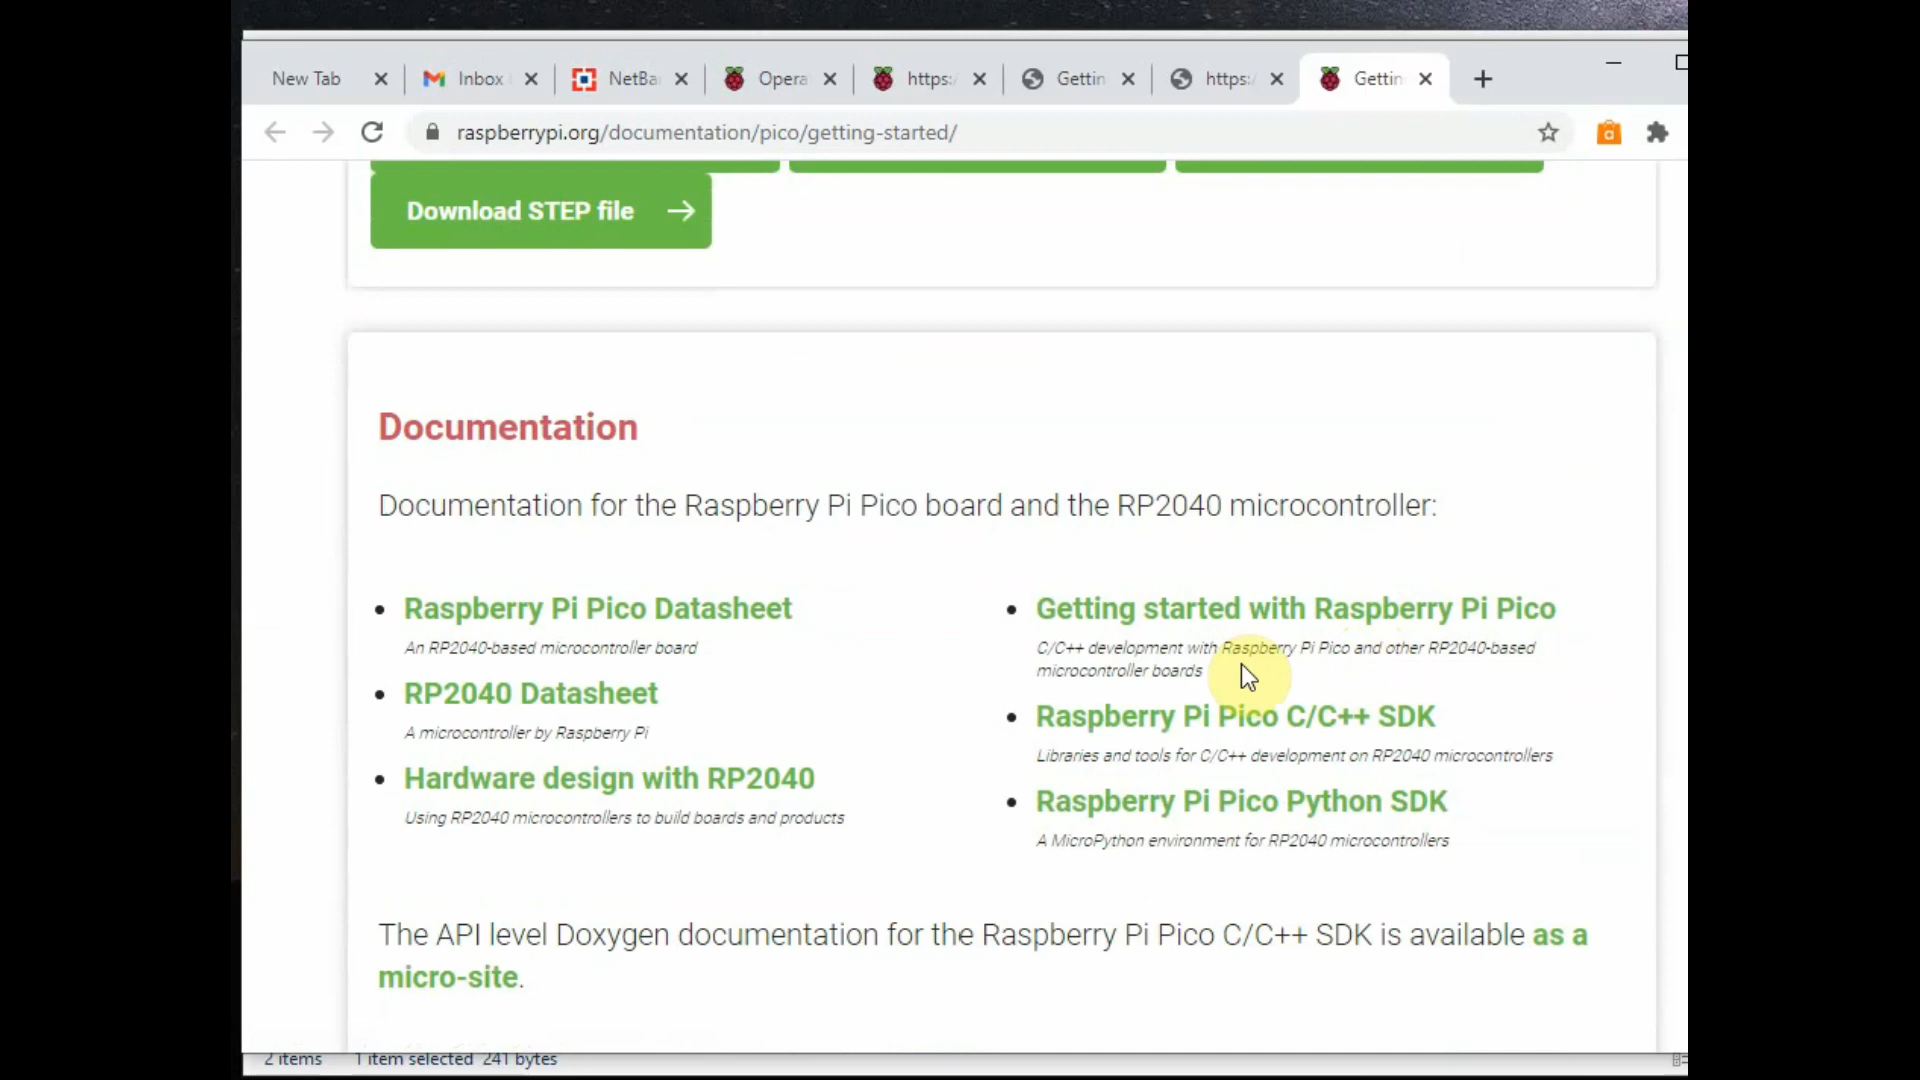 New Tab
Inbox
NetBa
Opera
https:
Gettin
https:
Gettin
raspberrypi.org/documentation/pico/getting-started/
a
Download STEP file
Documentation
Documentation for the Raspberry Pi Pico board and the RP2040 microcontroller:
Raspberry Pi Pico Datasheet
An RP2040-based microcontroller board
RP2040 Datasheet
A microcontroller by Raspberry Pi
Hardware design with RP2040
Using RP2040 microcontrollers to build boards and products
Getting started with Raspberry Pi Pico
C/C++ development with Raspberry Pi Pico and other RP2040-based
microcontroller boards
Raspberry Pi Pico C/C++ SDK
Libraries and tools for C/C++ development on RP2040 microcontrollers
Raspberry Pi Pico Python SDK
A MicroPython environment for RP2040 microcontrollers
The API level Doxygen documentation for the Raspberry Pi Pico C/C++ SDK is available as a
micro-site.
2 items 1 item selected 241 bytes